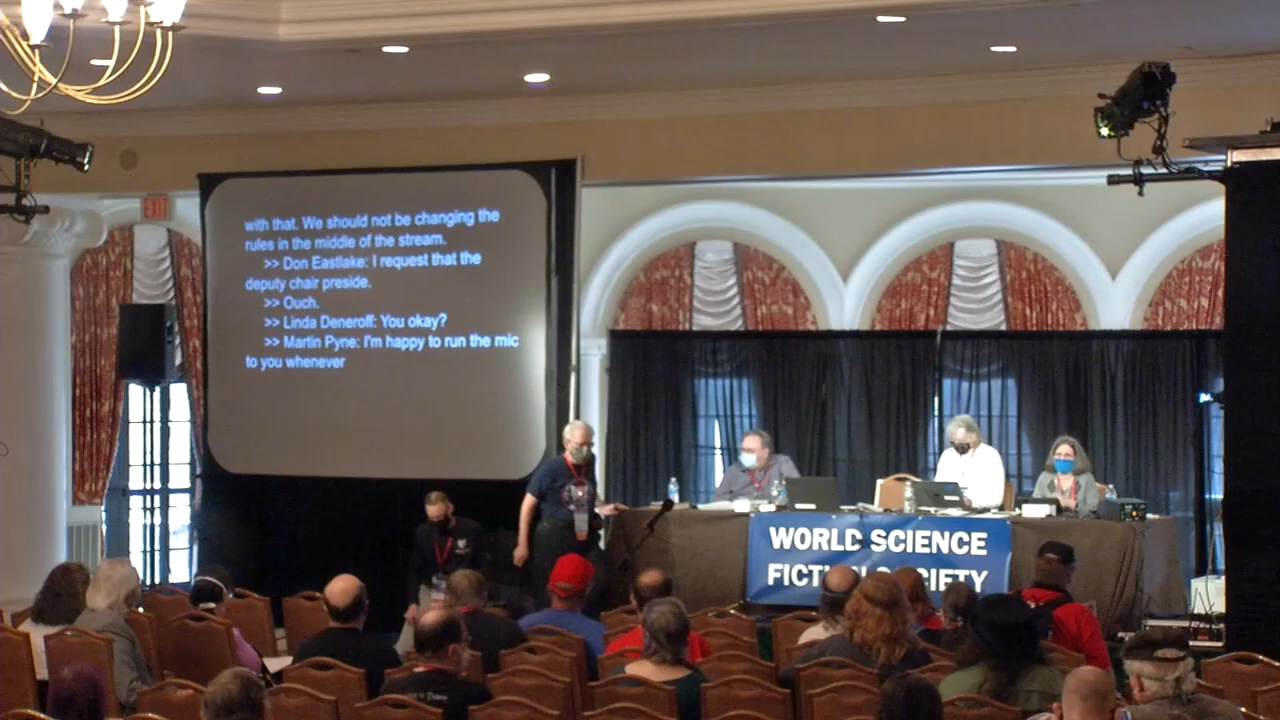 with that. We should not be changing the
rules in the middle of the stream.
>> Don Eastlake: I request that the
deputy chair preside.
>> Ouch.
>> Linda Deneroff: You okay?
>> Martin Pyne: I'm happy to run the mic
to you whenever
EXIT
WORLD SCIENCE
FICTION SOCIETY